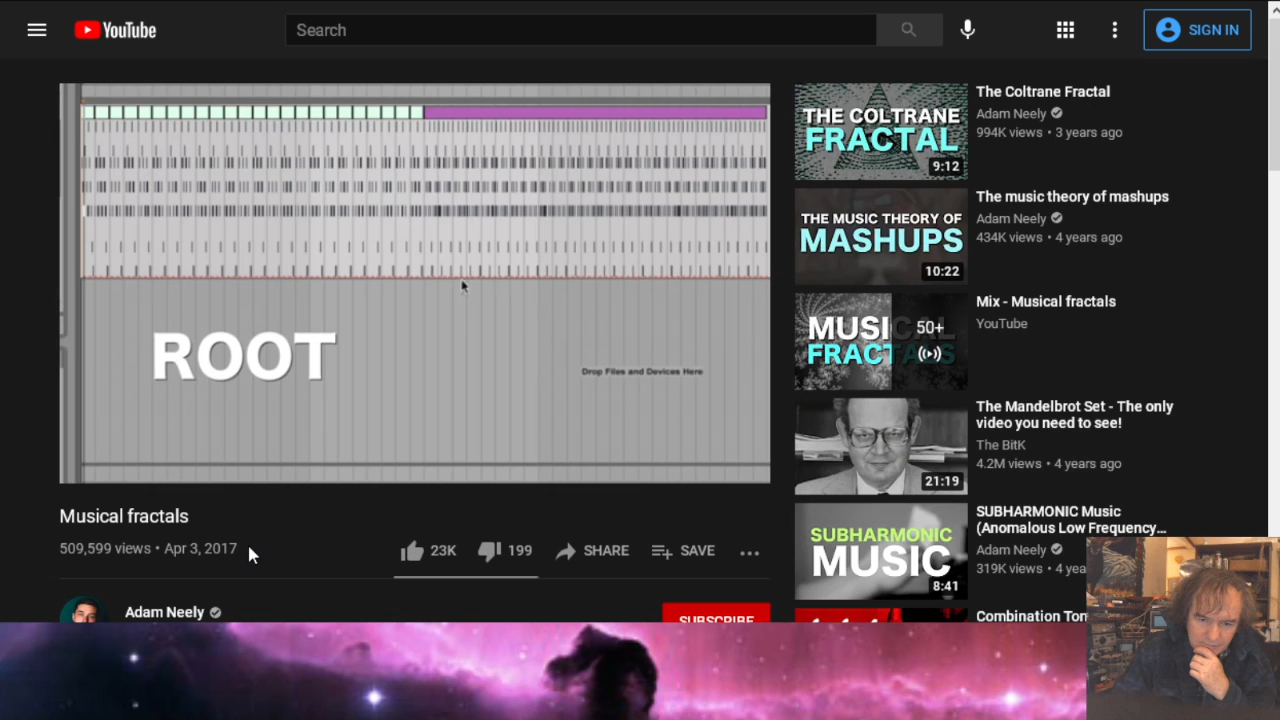 YouTube
Search
SIGN IN
ROOT
Drop Files and Devices Here
Musical fractals
509,599 views • Apr 3, 2017
23K
199
SHARE
SAVE
Adam Neely
SUBSCRIBE
THE COLTRANE
FRACTAL
9:12
The Coltrane Fractal
Adam Neely
994K views • 3 years ago
THE MUSIC THEORY OF
MASHUPS
10:22
The music theory of mashups
Adam Neely
434K views • 4 years ago
MUSICAL
FRACTALS
50+
Mix - Musical fractals
YouTube
21:19
The Mandelbrot Set - The only
video you need to see!
The BitK
4.2M views • 4 years ago
SUBHARMONIC
MUSIC
8:41
SUBHARMONIC Music
(Anomalous Low Frequency...
Adam Neely
319K views • 4 yea
Combination Ton